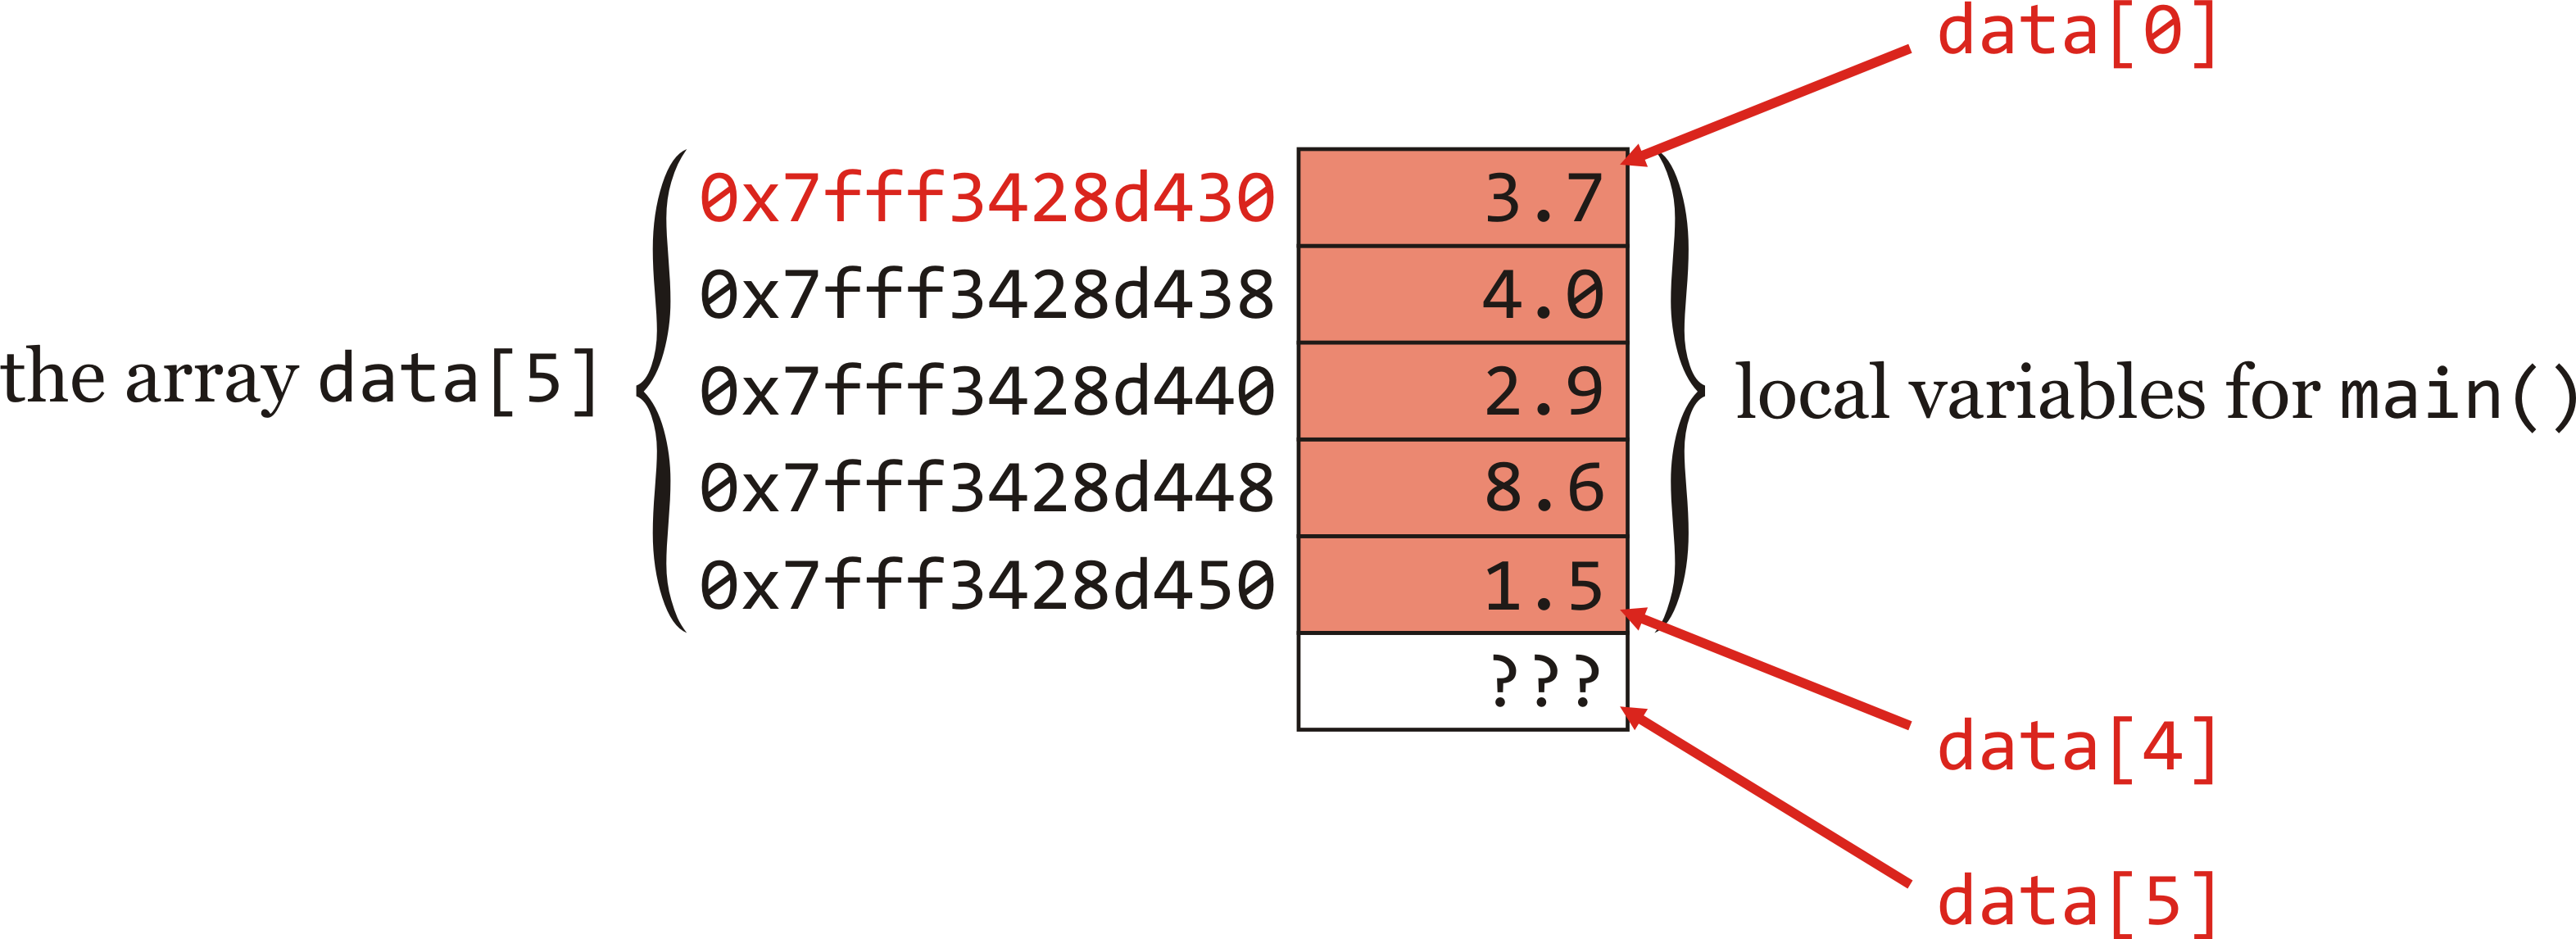 data[0]
0x7fff3428d430 3.7
0x7fff3428d438 4.0
the array data[5] 0x7fff3428d440 2.9 local variables for main()
0x7fff3428d448 8.6
0x7fff3428d450 1.5
???
data[4]
data[5]